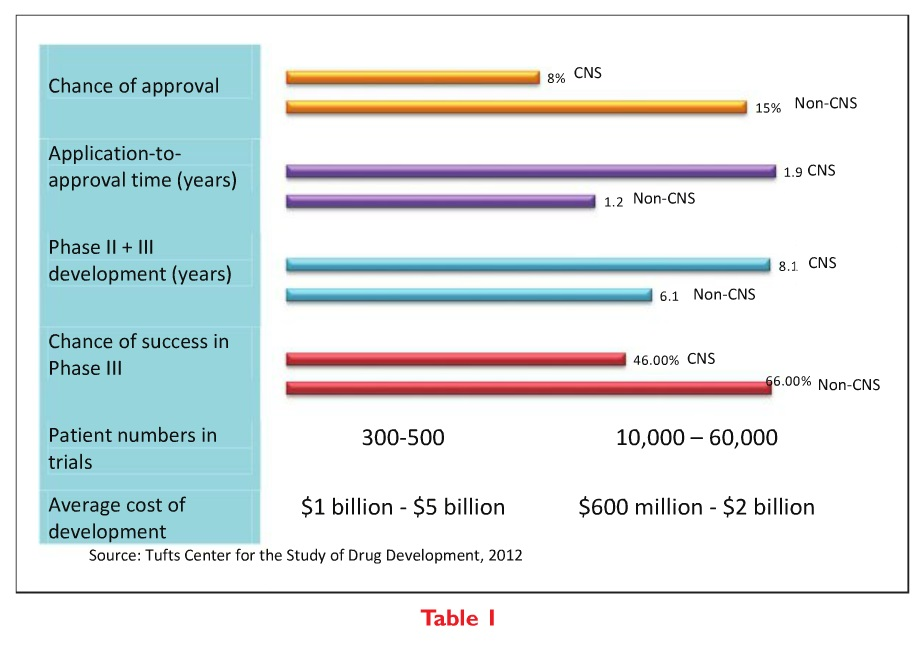 Chance of approval
8% CNS
15% Non-CNS
Application-to-
approval time (years)
1.9 CNS
1.2 Non-CNS
Phase II + III
development (years)
8.1 CNS
6.1 Non-CNS
Chance of success in
Phase III
46.00% CNS
66.00% Non-CNS
Patient numbers in
trials
300-500 10,000 – 60,000
Average cost of
development
$1 billion - $5 billion $600 million - $2 billion
Source: Tufts Center for the Study of Drug Development, 2012
Table 1